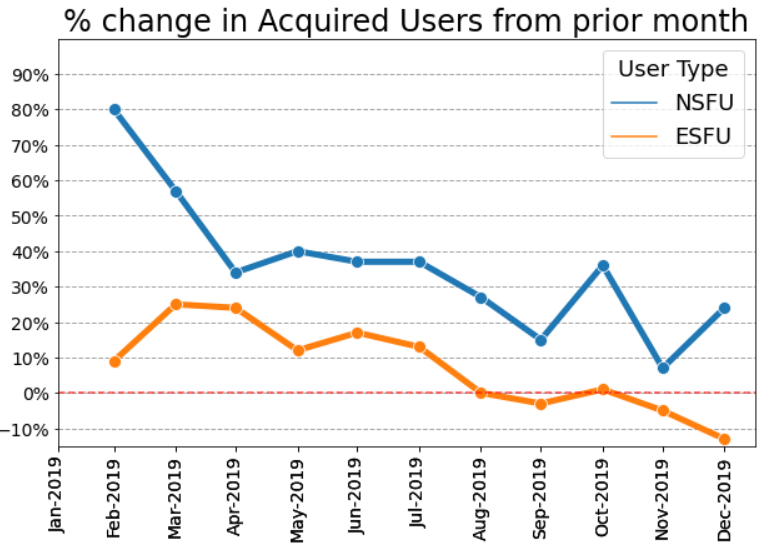 % change in Acquired Users from prior month
User Type
NSFU
ESFU
90%
80%
70%
60%
50%
40%
30%
20%
10%
0%
−10%
Jan-2019
Feb-2019
Mar-2019
Apr-2019
May-2019
Jun-2019
Jul-2019
Aug-2019
Sep-2019
Oct-2019
Nov-2019
Dec-2019